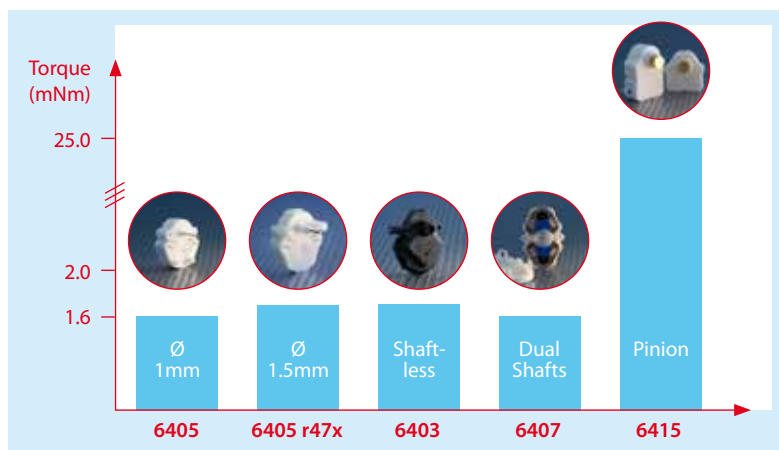 Torque
(mNm)
25.0
2.0
1.6
Ø
1mm
Ø
1.5mm
Shaft-
less
Dual
Shafts
Pinion
6405
6405 r47x
6403
6407
6415